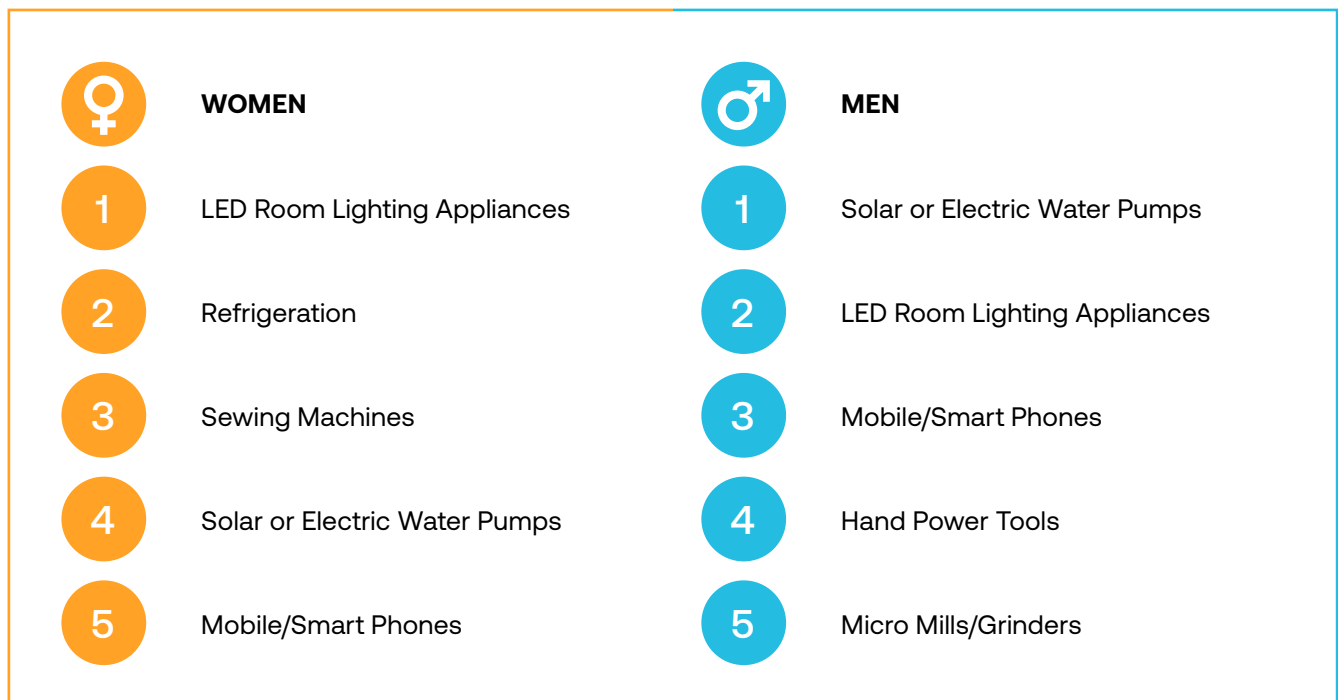 WOMEN
1 LED Room Lighting Appliances
2 Refrigeration
3 Sewing Machines
4 Solar or Electric Water Pumps
5 Mobile/Smart Phones
MEN
1 Solar or Electric Water Pumps
2 LED Room Lighting Appliances
3 Mobile/Smart Phones
4 Hand Power Tools
5 Micro Mills/Grinders